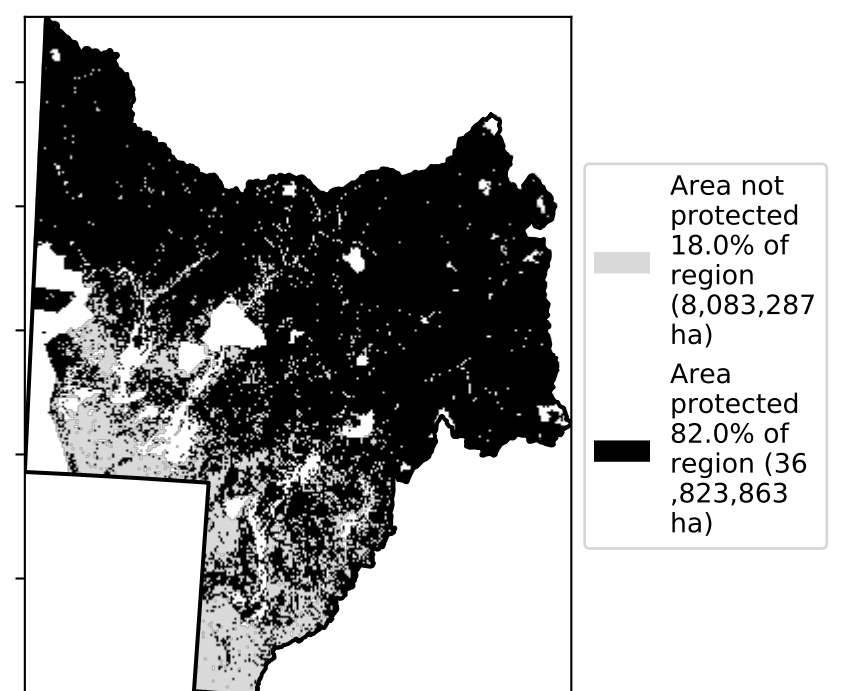 Area not
protected
18.0% of
region
(8,083,287
ha)
Area
protected
82.0% of
region (36
,823,863
ha)